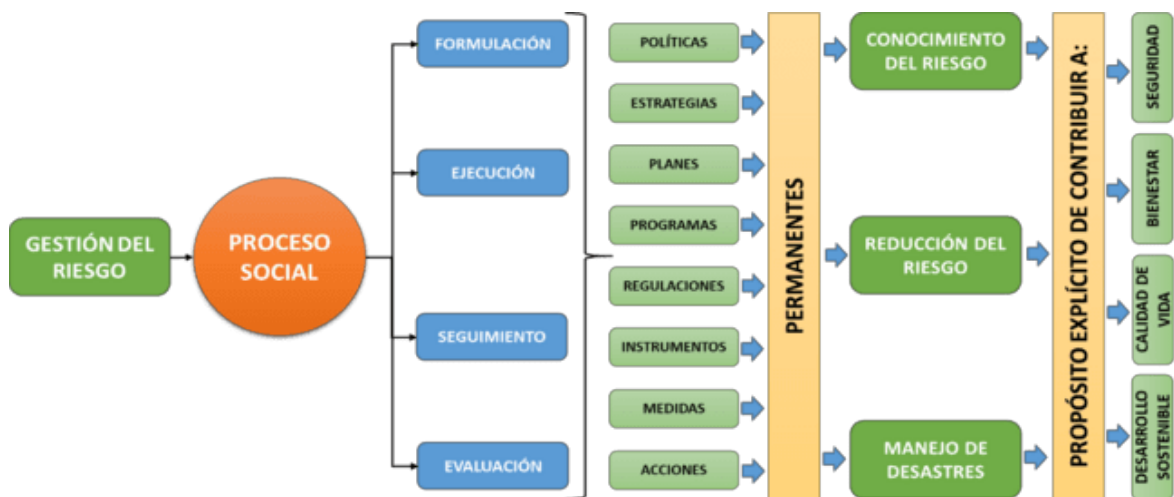 GESTIÓN DEL
RIESGO
PROCESO
SOCIAL
FORMULACIÓN
EJECUCIÓN
SEGUIMIENTO
EVALUACIÓN
POLÍTICAS
ESTRATEGIAS
PLANES
PROGRAMAS
REGULACIONES
INSTRUMENTOS
MEDIDAS
ACCIONES
PERMANENTES
CONOCIMIENTO
DEL RIESGO
REDUCCIÓN DEL
RIESGO
MANEJO DE
DESASTRES
PROPÓSITO EXPLÍCITO DE CONTRIBUIR A:
SEGURIDAD
BIENESTAR
CALIDAD DE
VIDA
DESARROLLO
SOSTENIBLE